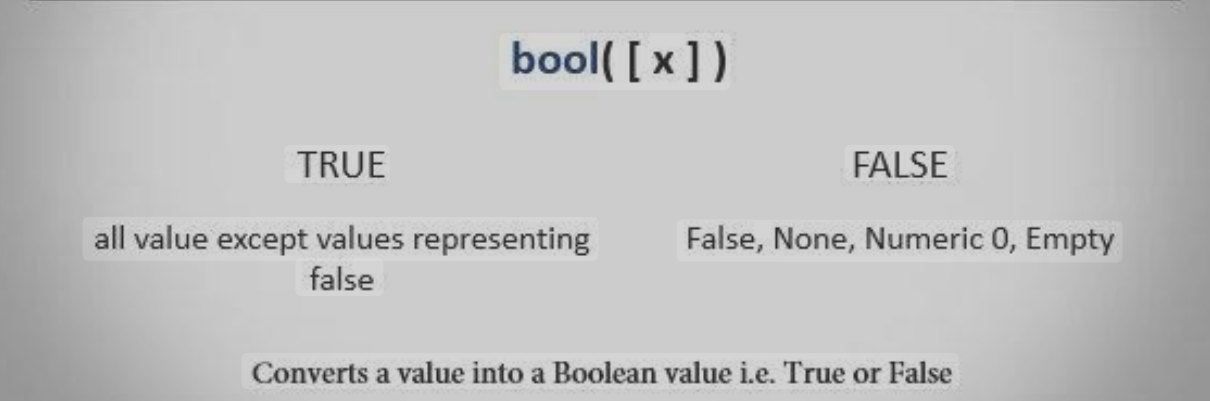 bool( [ x ] )
TRUE
FALSE
all value except values representing
false
False, None, Numeric 0, Empty
Converts a value into a Boolean value i.e. True or False